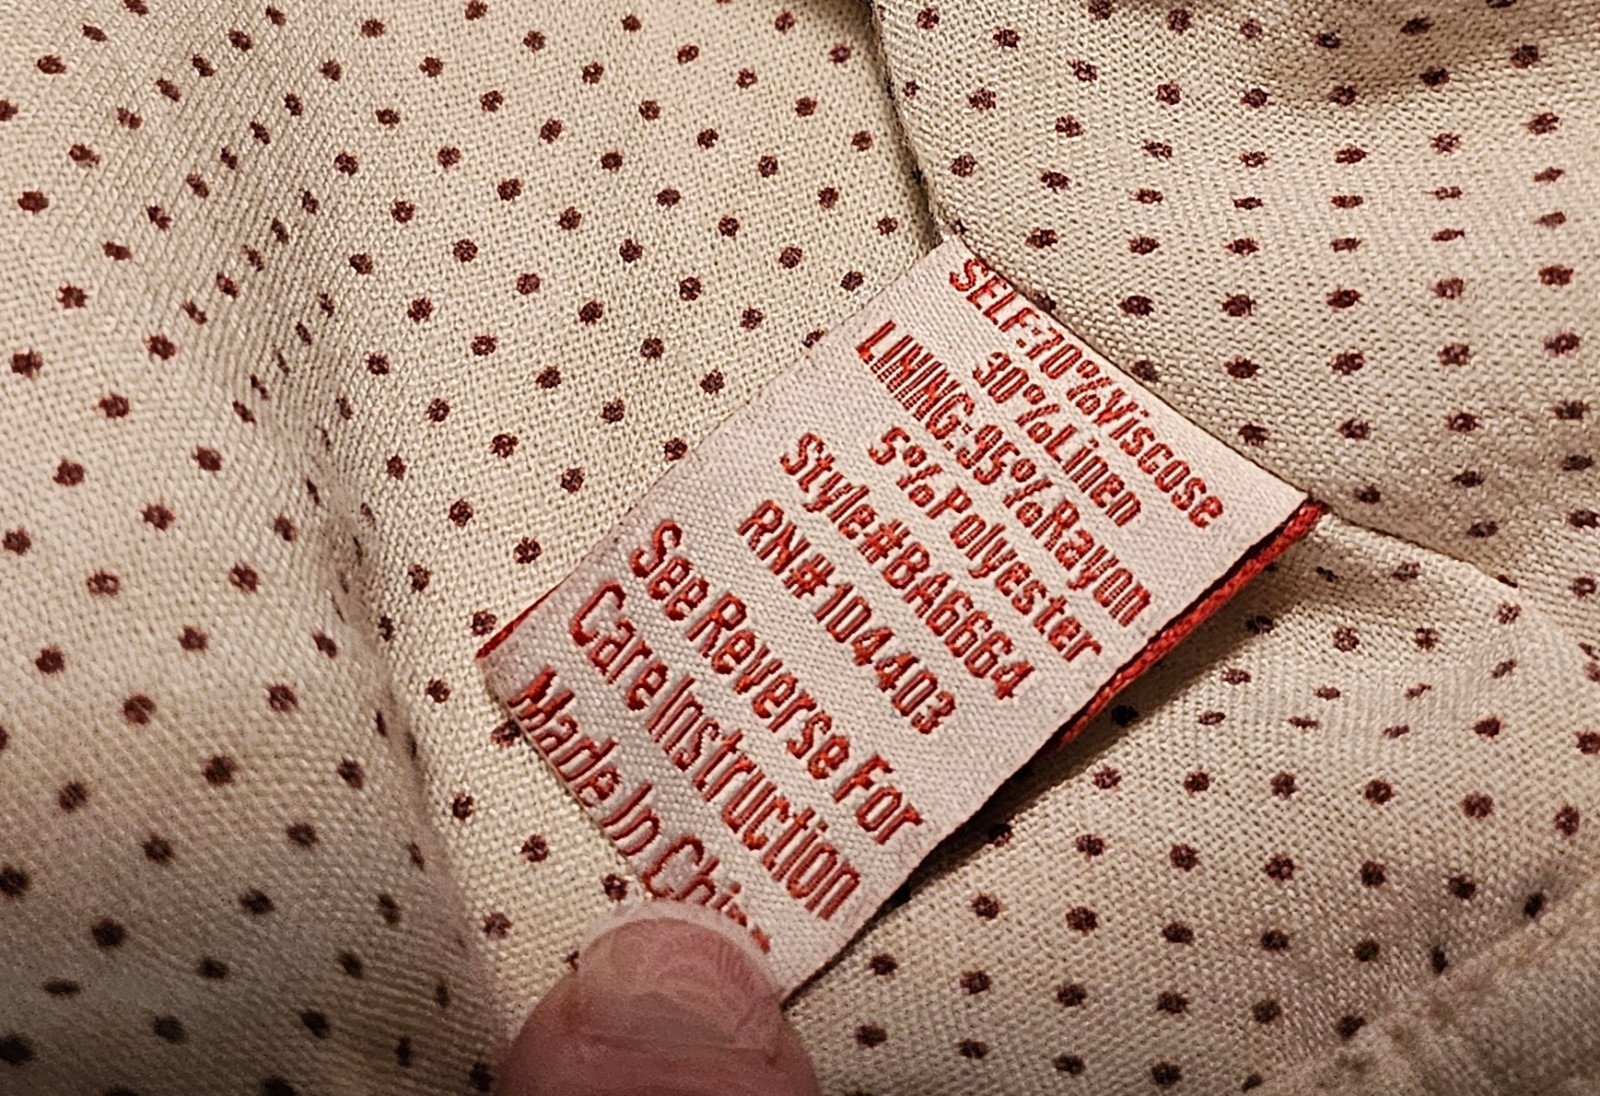 SELF:70%Viscose
30%Linen
LINING:95%Rayon
5%Polyester
Style#BA6664
RN#104403
See Reverse For
Care Instruction
Made In